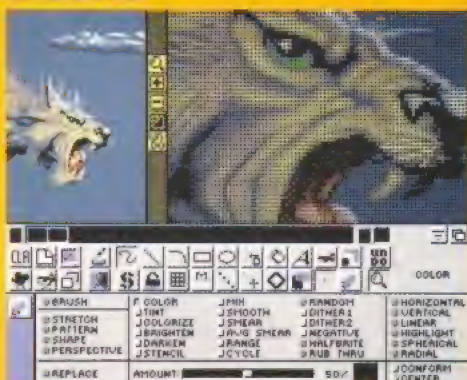 CLR
UN DO
$ M A
COLOR
BRUSH
STRETCH
PATTERN
SHAPE
PERSPECTIVE
REPLACE
COLOR
TINT
COLORIZE
BRIGHTEN
DARKEN
STENCIL
MIX
SMOOTH
SMEAR
AVG SMEAR
RANGE
CYCLE
RANDOM
DITHER1
DITHER2
NEGATIVE
HALFBRITE
RUB THRU
HORIZONTAL
VERTICAL
LINEAR
HIGHLIGHT
SPHERICAL
RADIAL
AMOUNT:
50%
CONFORM
CENTER